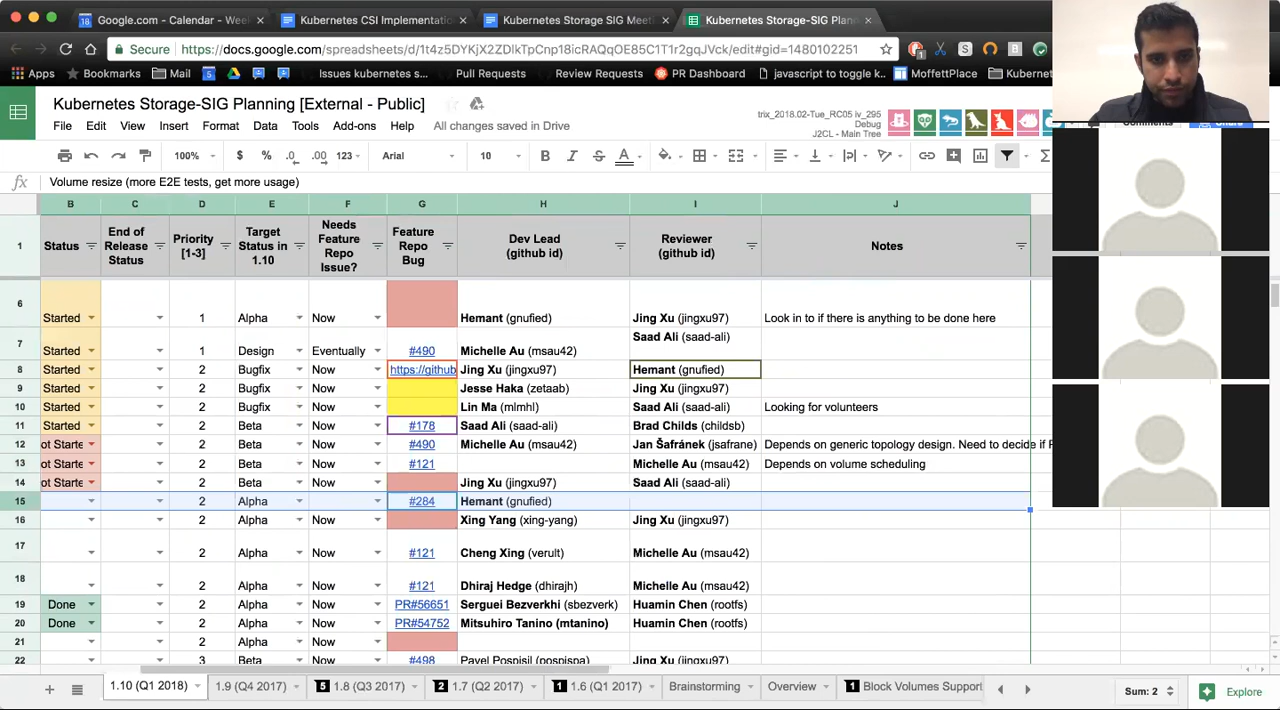 Google.com - Calendar - Wee
Kubernetes CSI Implementatio
Kubernetes Storage SIG Meeti
Kubernetes Storage-SIG Plann
Secure
https://docs.google.com/spreadsheets/d/1t4z5DYKjX2ZDlkTpCnp18icRAQqOE85C1T1r2gqJVck/edit#gid=1480102251
Apps Bookmarks Mail Issues kubernetes s... Pull Requests Review Requests PR Dashboard javascript to toggle k... MoffettPlace Kuberne
Kubernetes Storage-SIG Planning [External - Public]
trix_2018.02-Tue_RC05 iv_295
Debug
J2CL - Main Tree
Comments
File Edit View Insert Format Data Tools Add-ons Help All changes saved in Drive
100% $ % .0 .00 123 Arial 10 B I S A
fx Volume resize (more E2E tests, get more usage)
B C D E F G H I J
1 Status End of Release Status Priority [1-3] Target Status in 1.10 Needs Feature Repo Issue? Feature Repo Bug Dev Lead (github id) Reviewer (github id) Notes
6 Started 1 Alpha Now Hemant (gnufied) Jing Xu (jingxu97) Look in to if there is anything to be done here
7 Started 1 Design Eventually #490 Michelle Au (msau42) Saad Ali (saad-ali)
8 Started 2 Bugfix Now https://github Jing Xu (jingxu97) Hemant (gnufied)
9 Started 2 Bugfix Now Jesse Haka (zetaab) Jing Xu (jingxu97)
10 Started 2 Bugfix Now Lin Ma (mlmhl) Saad Ali (saad-ali) Looking for volunteers
11 Started 2 Beta Now #178 Saad Ali (saad-ali) Brad Childs (childsb)
12 ot Starte 2 Beta Now #490 Michelle Au (msau42) Jan Šafránek (jsafrane) Depends on generic topology design. Need to decide if F
13 ot Starte 2 Beta Now #121 Michelle Au (msau42) Depends on volume scheduling
14 ot Starte 2 Beta Now Jing Xu (jingxu97) Saad Ali (saad-ali)
15 2 Alpha Now #284 Hemant (gnufied)
16 2 Alpha Now Xing Yang (xing-yang) Jing Xu (jingxu97)
17 2 Alpha Now #121 Cheng Xing (verult) Michelle Au (msau42)
18 2 Alpha Now #121 Dhiraj Hedge (dhirajh) Michelle Au (msau42)
19 Done 2 Alpha Now PR#56651 Serguei Bezverkhi (sbezverk) Huamin Chen (rootfs)
20 Done 2 Alpha Now PR#54752 Mitsuhiro Tanino (mtanino) Huamin Chen (rootfs)
21 2 Alpha Now
22 3 Beta Now #498 Pavel Pospisil (pospispa) Jing Xu (jingxu97)
1.10 (Q1 2018) 1.9 (Q4 2017) 5 1.8 (Q3 2017) 2 1.7 (Q2 2017) 1 1.6 (Q1 2017) Brainstorming Overview 1 Block Volumes Support
Sum: 2 Explore